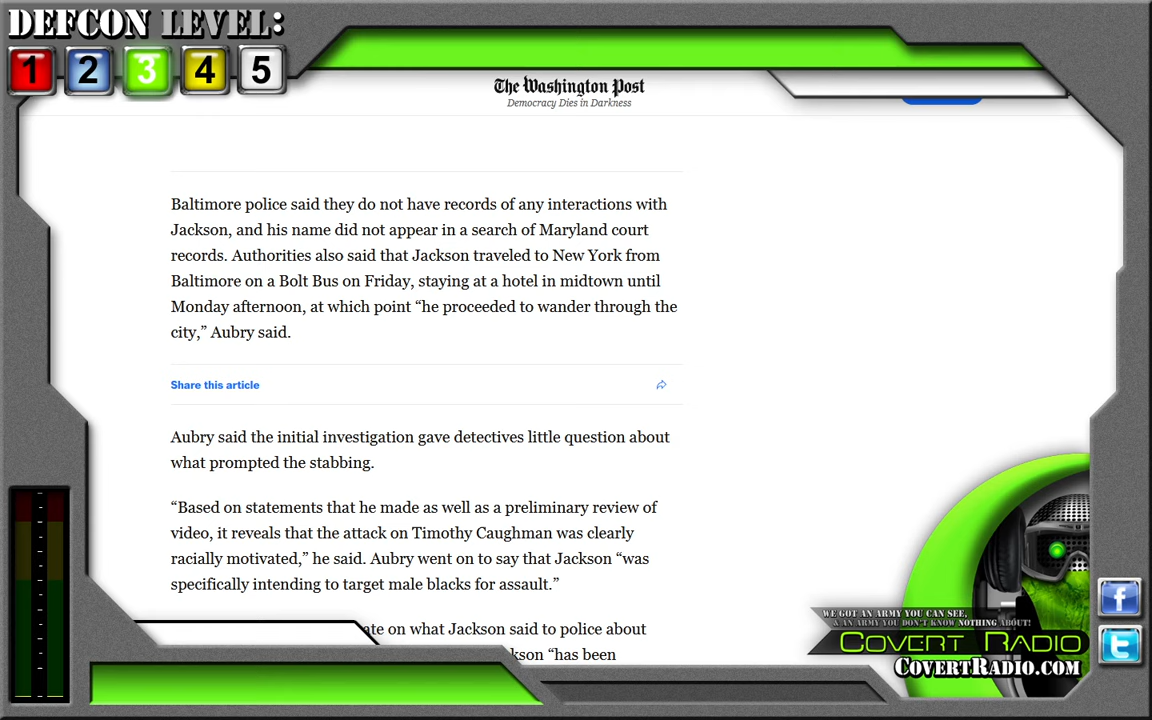 DEFCON LEVEL:
1 2 3 4 5
The Washington Post
Democracy Dies in Darkness
Baltimore police said they do not have records of any interactions with
Jackson, and his name did not appear in a search of Maryland court
records. Authorities also said that Jackson traveled to New York from
Baltimore on a Bolt Bus on Friday, staying at a hotel in midtown until
Monday afternoon, at which point “he proceeded to wander through the
city,” Aubry said.
Share this article
Aubry said the initial investigation gave detectives little question about
what prompted the stabbing.
“Based on statements that he made as well as a preliminary review of
video, it reveals that the attack on Timothy Caughman was clearly
racially motivated,” he said. Aubry went on to say that Jackson “was
specifically intending to target male blacks for assault.”
on what Jackson said to police about
“has been
WE GOT AN ARMY YOU CAN SEE,
& AN ARMY YOU DON'T KNOW NOTHING ABOUT!
COVERT RADIO
COVERTRADIO.COM
f
t